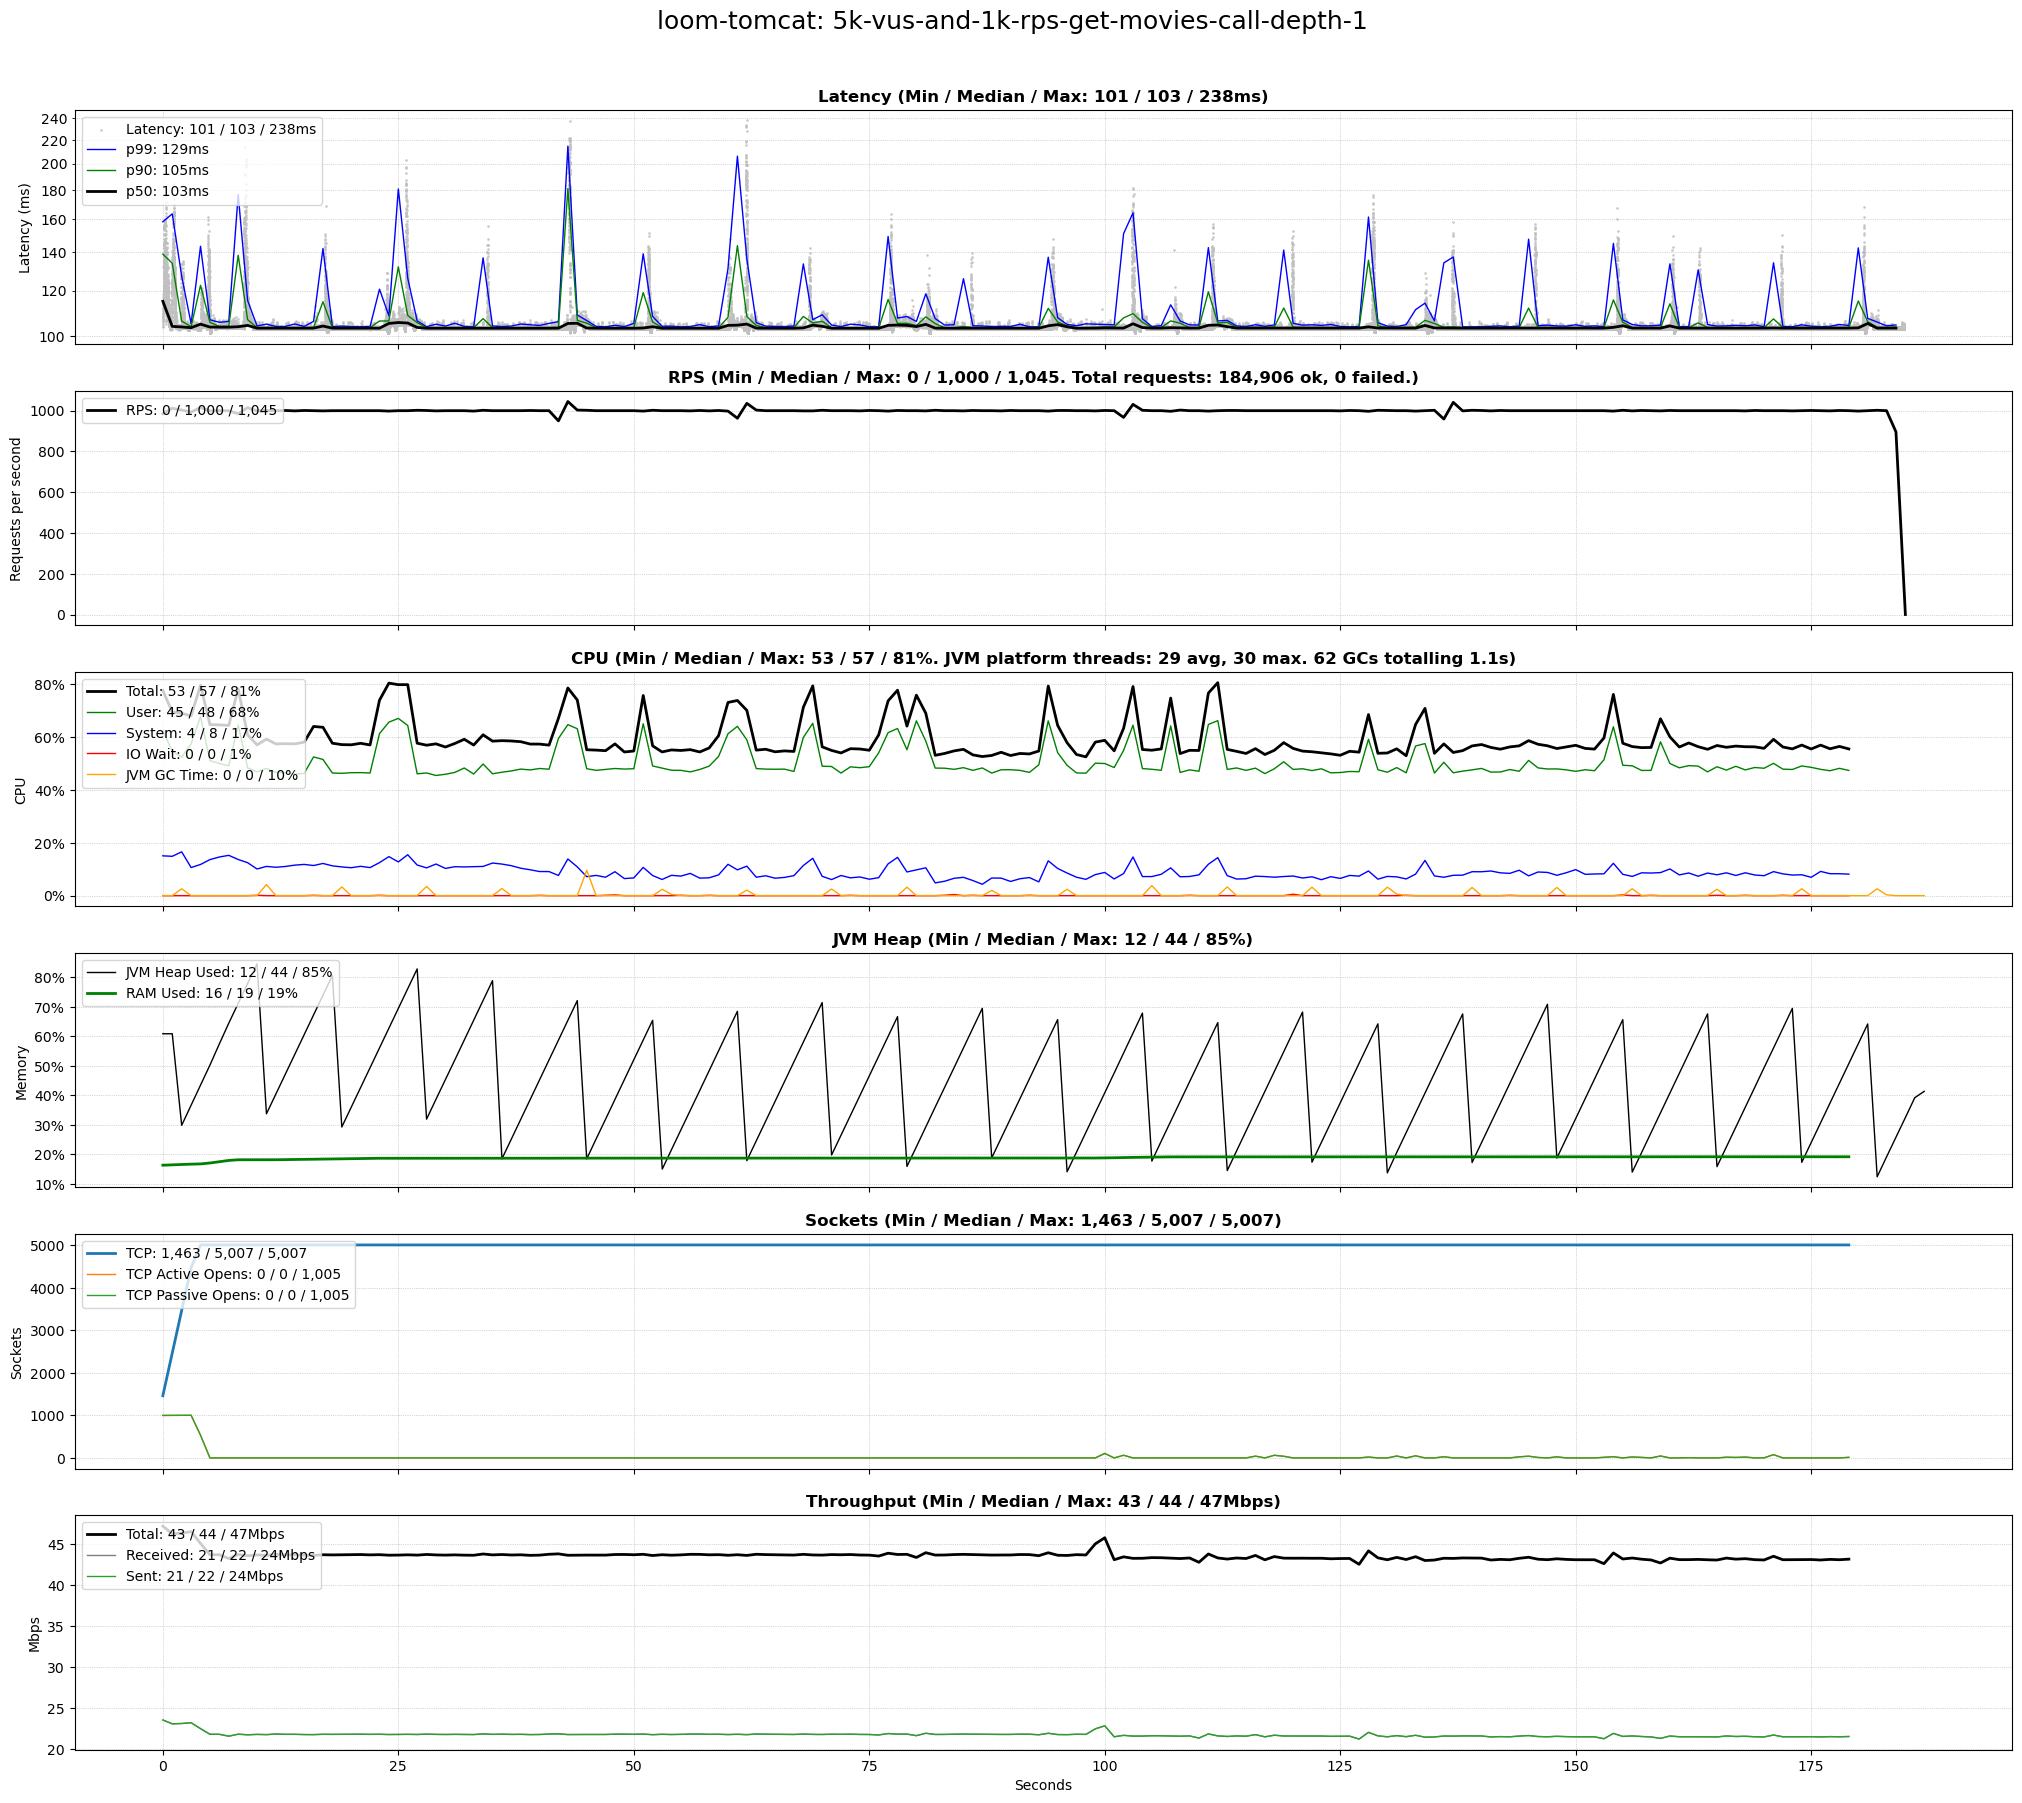 loom-tomcat: 5k-vus-and-1k-rps-get-movies-call-depth-1
Latency (Min / Median / Max: 101 / 103 / 238ms)
Latency: 101 / 103 / 238ms
p99: 129ms
p90: 105ms
p50: 103ms
Latency (ms)
240
220
200
180
160
140
120
100
RPS (Min / Median / Max: 0 / 1,000 / 1,045. Total requests: 184,906 ok, 0 failed.)
RPS: 0 / 1,000 / 1,045
Requests per second
1000
800
600
400
200
0
CPU (Min / Median / Max: 53 / 57 / 81%. JVM platform threads: 29 avg, 30 max. 62 GCs totalling 1.1s)
Total: 53 / 57 / 81%
User: 45 / 48 / 68%
System: 4 / 8 / 17%
IO Wait: 0 / 0 / 1%
JVM GC Time: 0 / 0 / 10%
CPU
80%
60%
40%
20%
0%
JVM Heap (Min / Median / Max: 12 / 44 / 85%)
JVM Heap Used: 12 / 44 / 85%
RAM Used: 16 / 19 / 19%
Memory
80%
70%
60%
50%
40%
30%
20%
10%
Sockets (Min / Median / Max: 1,463 / 5,007 / 5,007)
TCP: 1,463 / 5,007 / 5,007
TCP Active Opens: 0 / 0 / 1,005
TCP Passive Opens: 0 / 0 / 1,005
Sockets
5000
4000
3000
2000
1000
0
Throughput (Min / Median / Max: 43 / 44 / 47Mbps)
Total: 43 / 44 / 47Mbps
Received: 21 / 22 / 24Mbps
Sent: 21 / 22 / 24Mbps
Mbps
45
40
35
30
25
20
0 25 50 75 100 125 150 175
Seconds